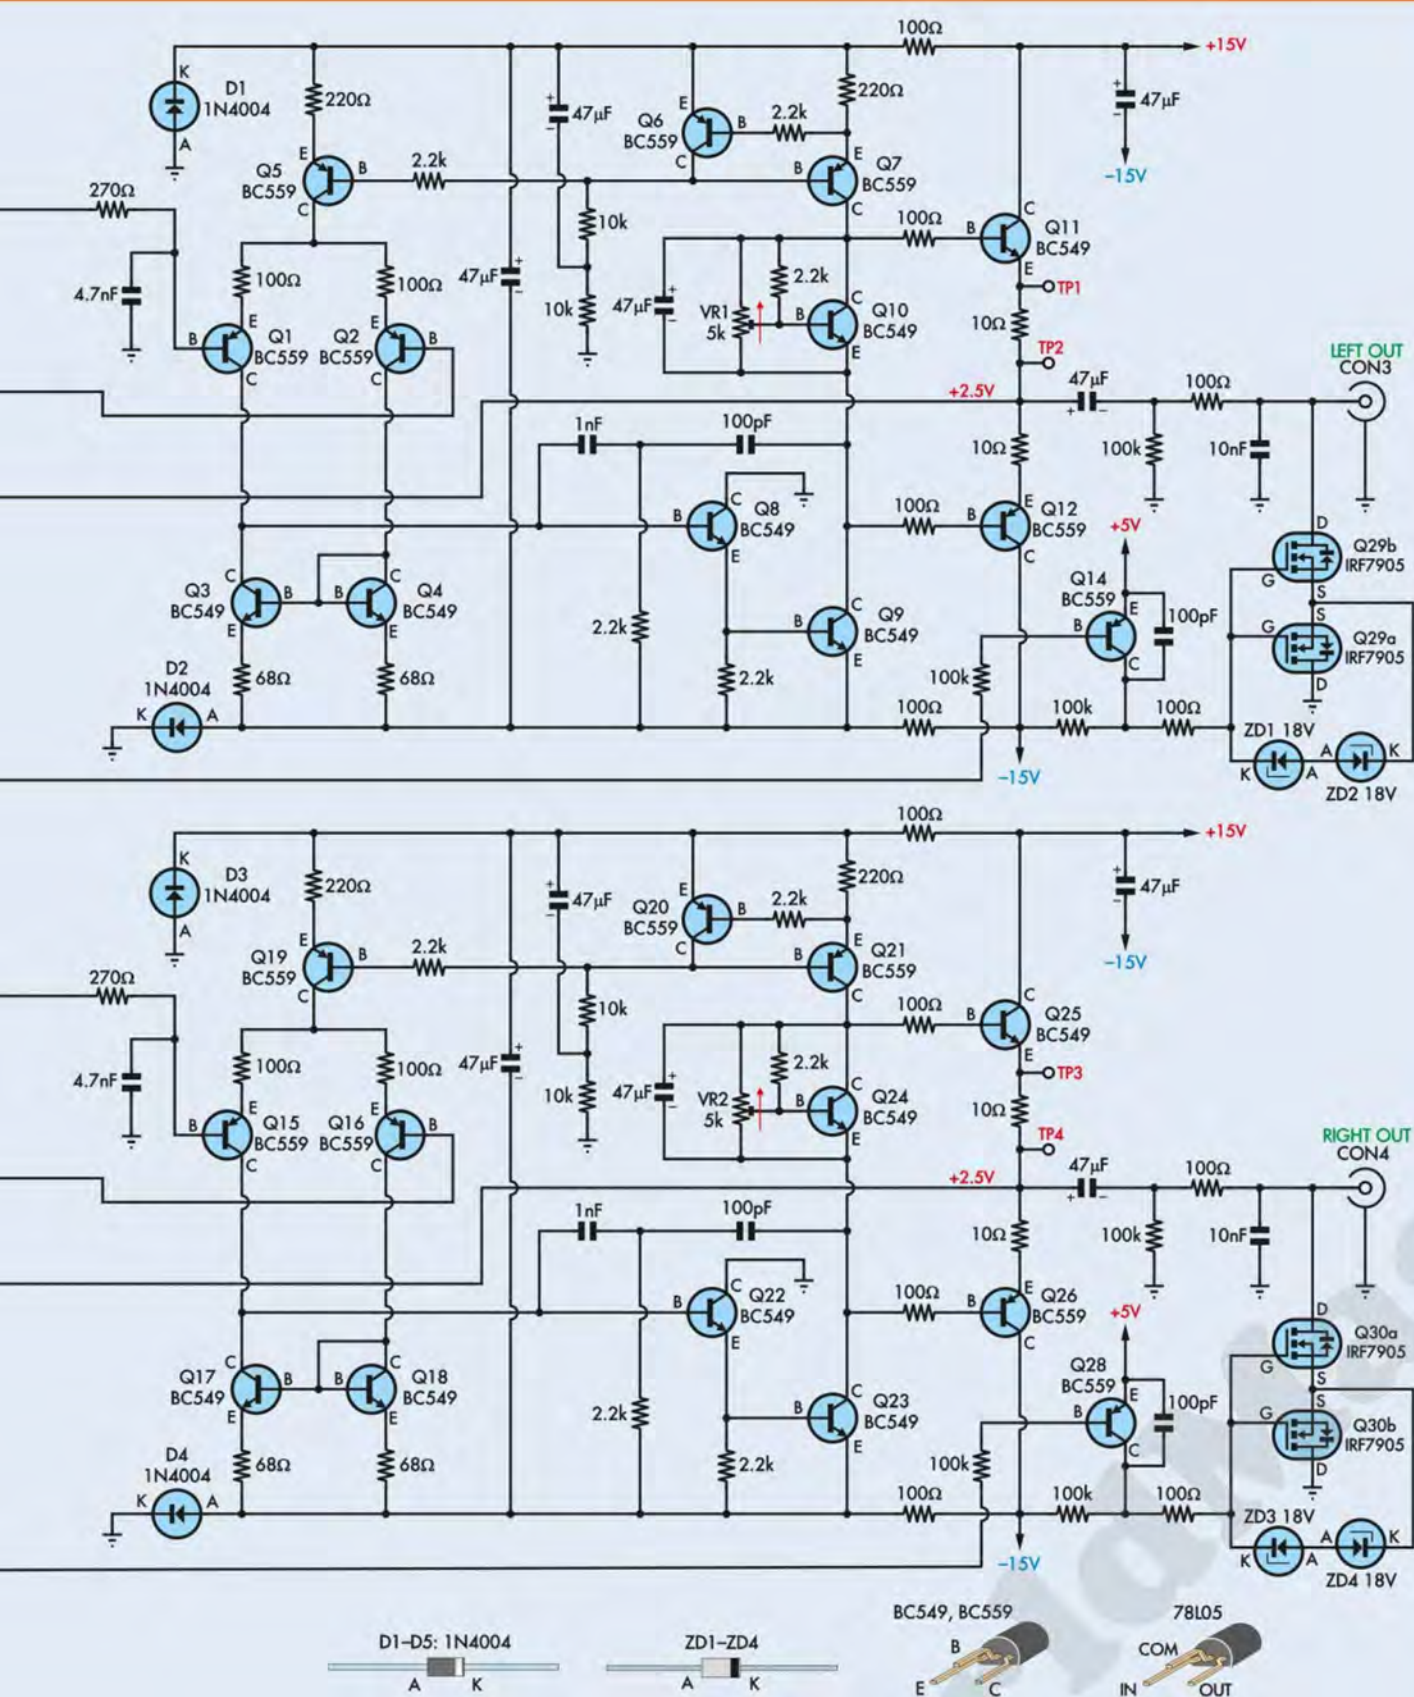 100Ω
+15V
K
D1
1N4004
A
220Ω
+
47µF
−
Q6
BC559
E
B
C
2.2k
220Ω
+
47µF
−15V
E
Q5
BC559
B
C
2.2k
E
Q7
BC559
B
C
270Ω
10k
100Ω
C
B
Q11
BC549
E
TP1
4.7nF
100Ω
100Ω
47µF
+
−
10k
47µF
+
−
VR1
5k
2.2k
C
B
Q10
BC549
E
10Ω
TP2
E
B
Q1
BC559
C
E
Q2
BC559
B
C
+2.5V
47µF
+
−
100Ω
LEFT OUT
CON3
1nF
100pF
10Ω
100k
10nF
C
B
Q8
BC549
E
100Ω
E
B
Q12
BC559
C
+5V
D
Q29b
IRF7905
G
S
C
Q3
BC549
B
E
B
C
Q4
BC549
E
2.2k
C
B
Q9
BC549
E
Q14
BC559
E
B
C
100pF
S
G
Q29a
IRF7905
D
D2
1N4004
K
A
68Ω
68Ω
2.2k
100k
100Ω
100k
100Ω
ZD1 18V
K
A
A
K
ZD2 18V
−15V
100Ω
+15V
K
D3
1N4004
A
220Ω
+
47µF
−
Q20
BC559
E
B
C
2.2k
220Ω
+
47µF
−15V
E
Q19
BC559
B
C
2.2k
E
Q21
BC559
B
C
270Ω
10k
100Ω
C
B
Q25
BC549
E
TP3
4.7nF
100Ω
100Ω
47µF
+
−
10k
47µF
+
−
VR2
5k
2.2k
C
B
Q24
BC549
E
10Ω
TP4
E
B
Q15
BC559
C
E
Q16
BC559
B
C
+2.5V
47µF
+
−
100Ω
RIGHT OUT
CON4
1nF
100pF
10Ω
100k
10nF
C
B
Q22
BC549
E
100Ω
E
B
Q26
BC559
C
+5V
D
Q30a
IRF7905
G
S
C
Q17
BC549
B
E
B
C
Q18
BC549
E
2.2k
C
B
Q23
BC549
E
Q28
BC559
E
B
C
100pF
S
G
Q30b
IRF7905
D
D4
1N4004
K
A
68Ω
68Ω
2.2k
100k
100Ω
100k
100Ω
ZD3 18V
K
A
A
K
ZD4 18V
−15V
D1–D5: 1N4004
A
K
ZD1–ZD4
A
K
BC549, BC559
B
E
C
78L05
COM
IN
OUT